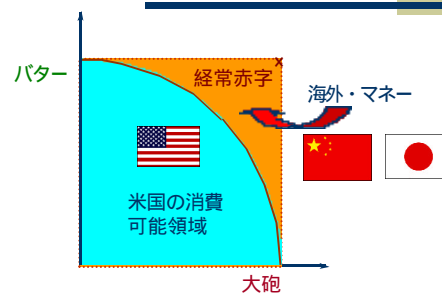 バター
経常赤字
x
海外・マネー
米国の消費
可能領域
大砲